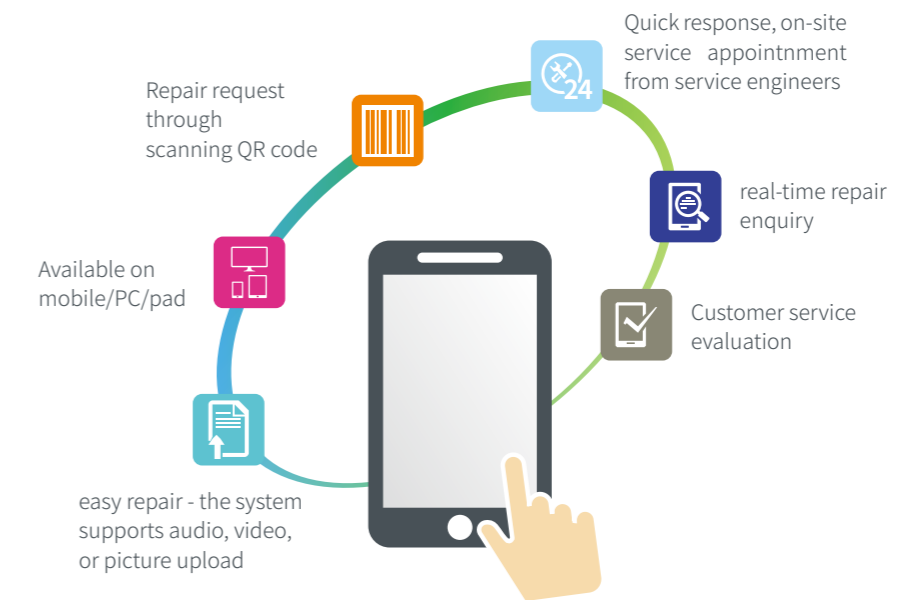 Quick response, on-site
service appointnment
from service engineers
24
Repair request
through
scanning QR code
real-time repair
enquiry
Available on
mobile/PC/pad
Customer service
evaluation
easy repair - the system
supports audio, video,
or picture upload